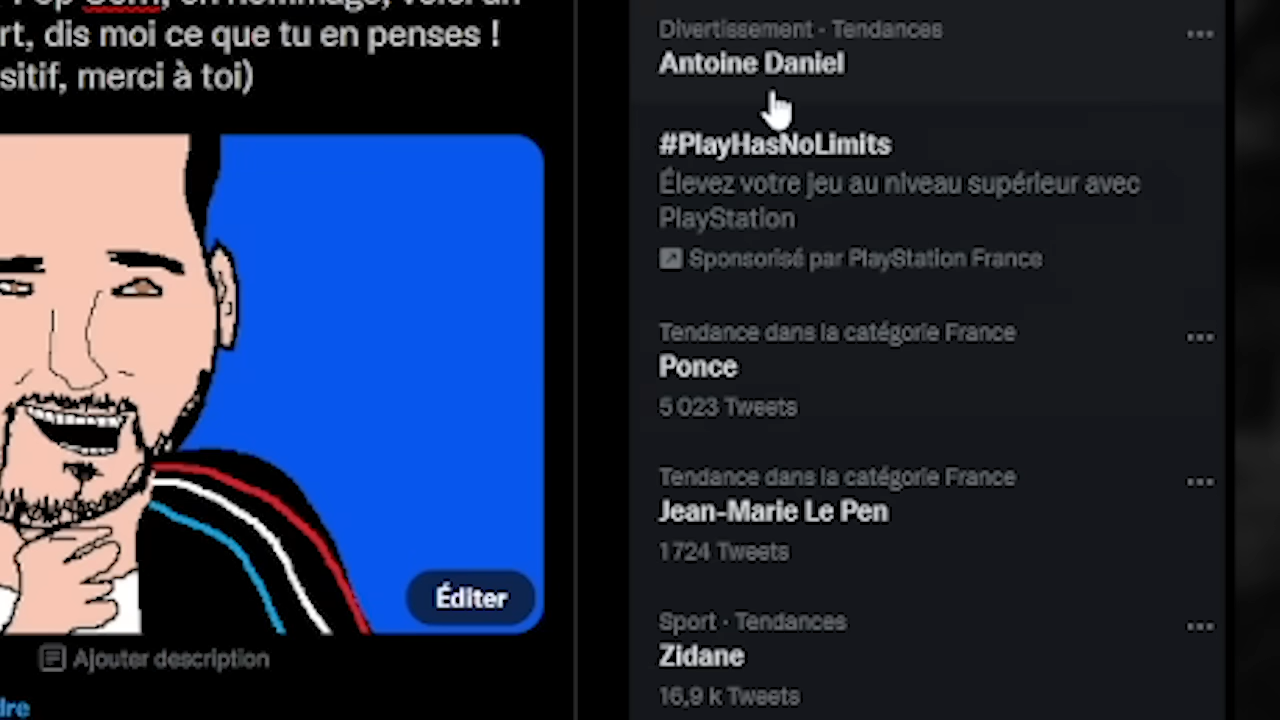 Corn, en hommage, voici un
rt, dis moi ce que tu en penses !
sitif, merci à toi)
Éditer
Ajouter description
dre
Divertissement · Tendances
Antoine Daniel
#PlayHasNoLimits
Élevez votre jeu au niveau supérieur avec
PlayStation
Sponsorisé par PlayStation France
Tendance dans la catégorie France
Ponce
5 023 Tweets
Tendance dans la catégorie France
Jean-Marie Le Pen
1 724 Tweets
Sport · Tendances
Zidane
16,9 k Tweets